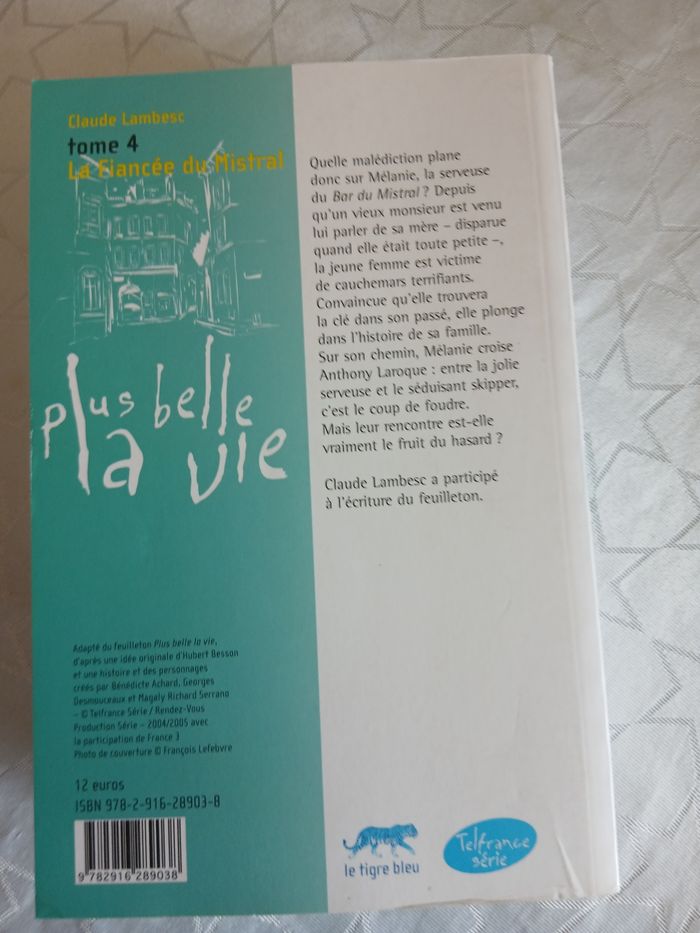 Claude Lambesc
tome 4
La Fiancée du Mistral
plus belle
la vie
Adapté du feuilleton Plus belle la vie,
d'après une idée originale d'Hubert Besson
et une histoire et des personnages
créés par Bénédicte Achard, Georges
Desmouceaux et Magaly Richard Serrano
– © Telfrance Série / Rendez-Vous
Production Série – 2004/2005 avec
la participation de France 3
Photo de couverture © François Lefebvre
12 euros
ISBN 978-2-916-28903-8
9 782916 289038
Quelle malédiction plane
donc sur Mélanie, la serveuse
du Bar du Mistral ? Depuis
qu'un vieux monsieur est venu
lui parler de sa mère – disparue
quand elle était toute petite –,
la jeune femme est victime
de cauchemars terrifiants.
Convaincue qu'elle trouvera
la clé dans son passé, elle plonge
dans l'histoire de sa famille.
Sur son chemin, Mélanie croise
Anthony Laroque : entre la jolie
serveuse et le séduisant skipper,
c'est le coup de foudre.
Mais leur rencontre est-elle
vraiment le fruit du hasard ?
Claude Lambesc a participé
à l'écriture du feuilleton.
le tigre bleu
Telfrance
série